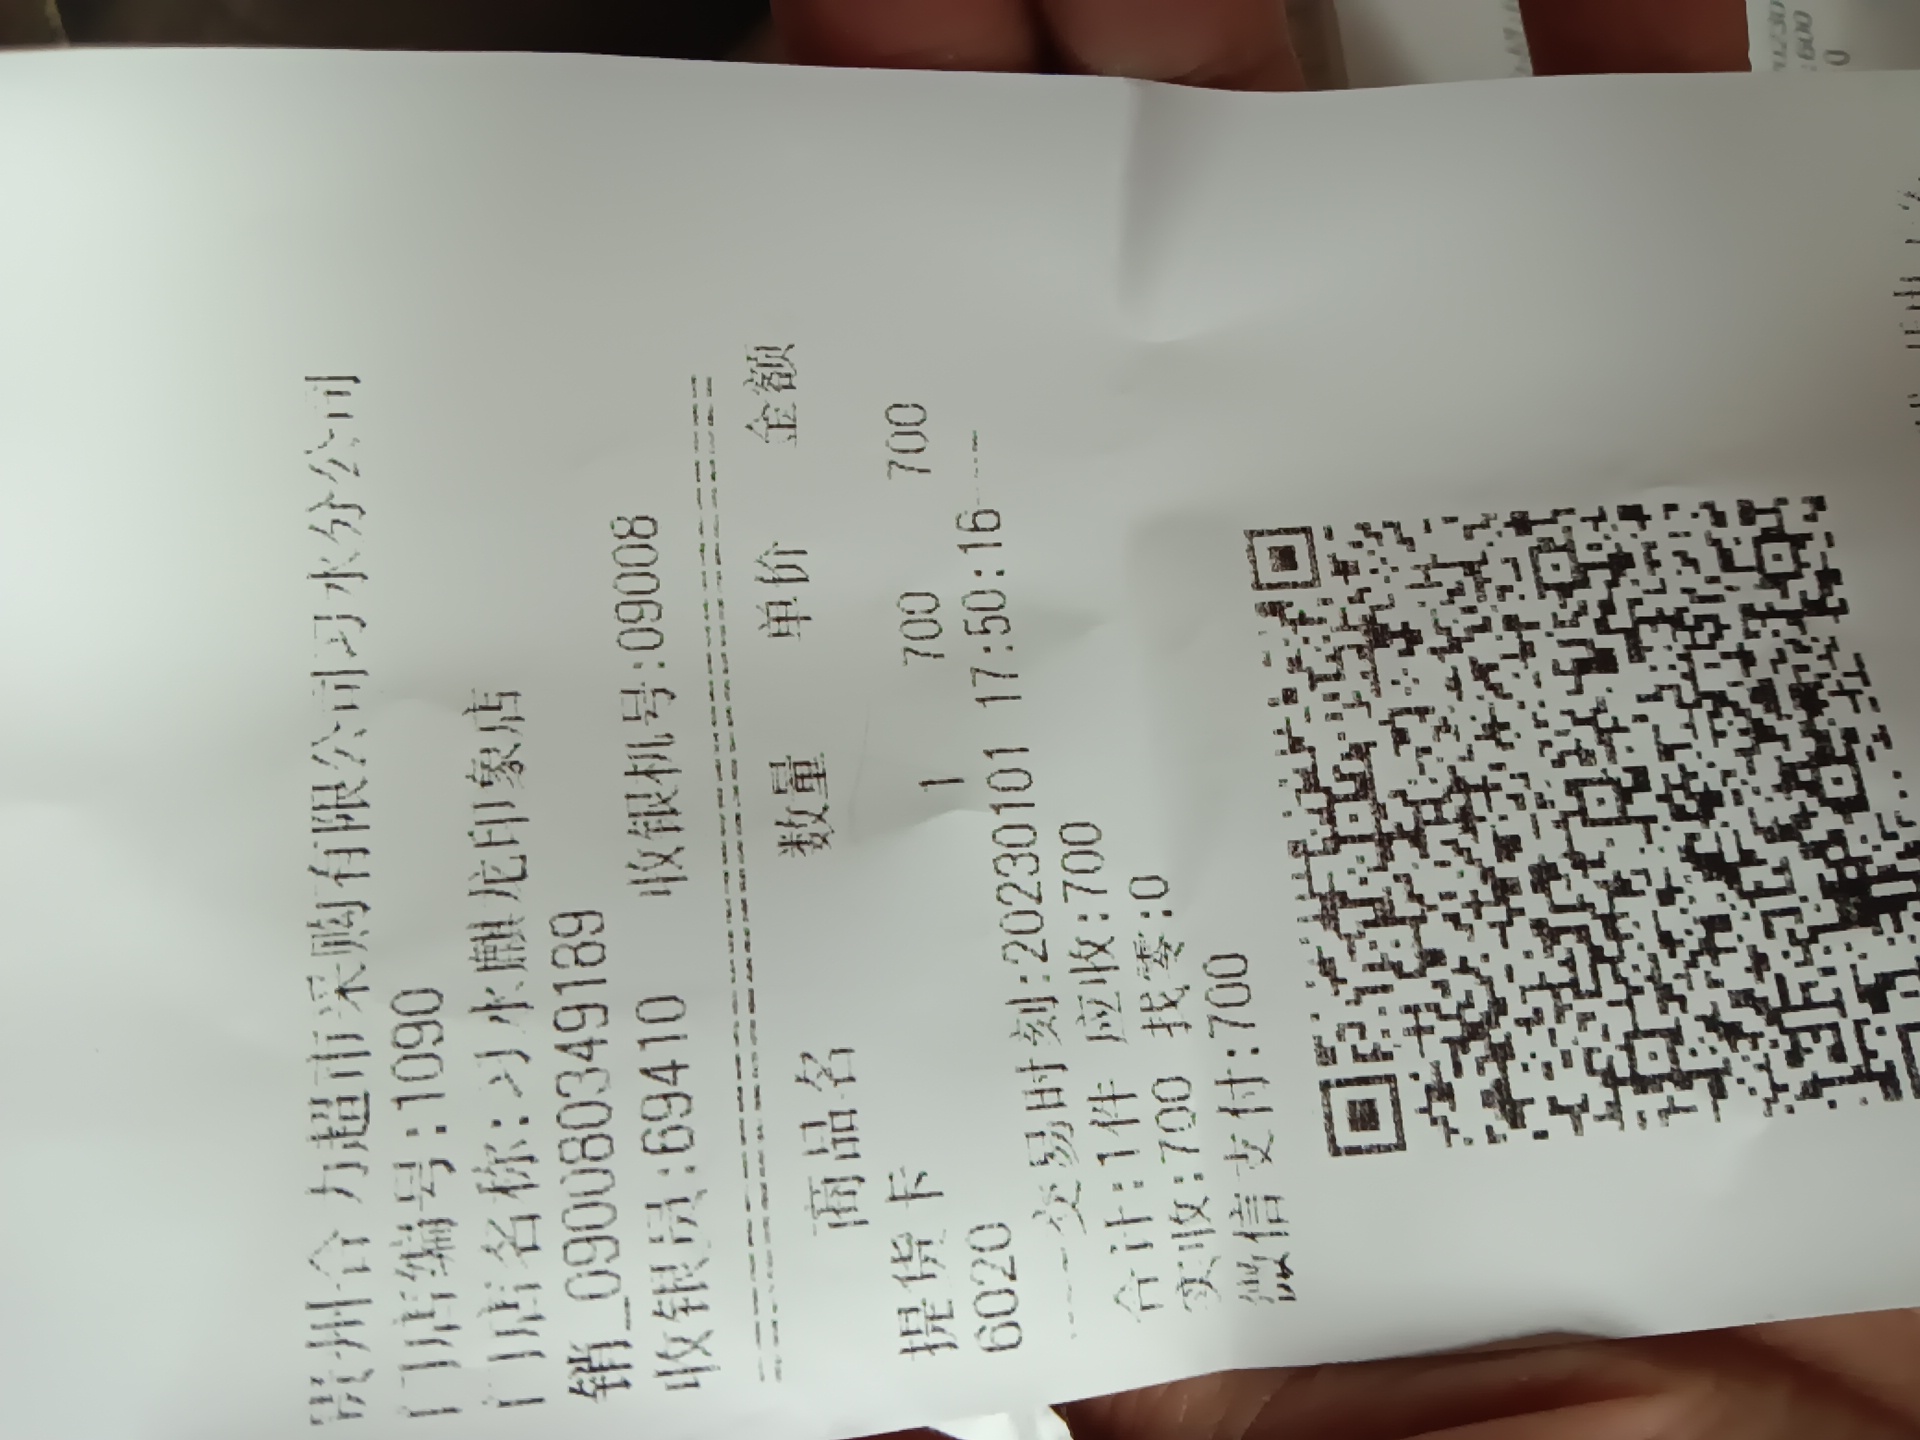 贵州合力超市采购有限公司习水分公司
门店编号:1090
门店名称:习水麒龙印象店
销_090080349189
收银员:69410 收银机号:09008
商品名 数量 单价 金额
提货卡
6020 1 700 700
----交易时刻:20230101 17:50:16----
合计:1件 应收:700
实收:700 找零:0
微信支付:700